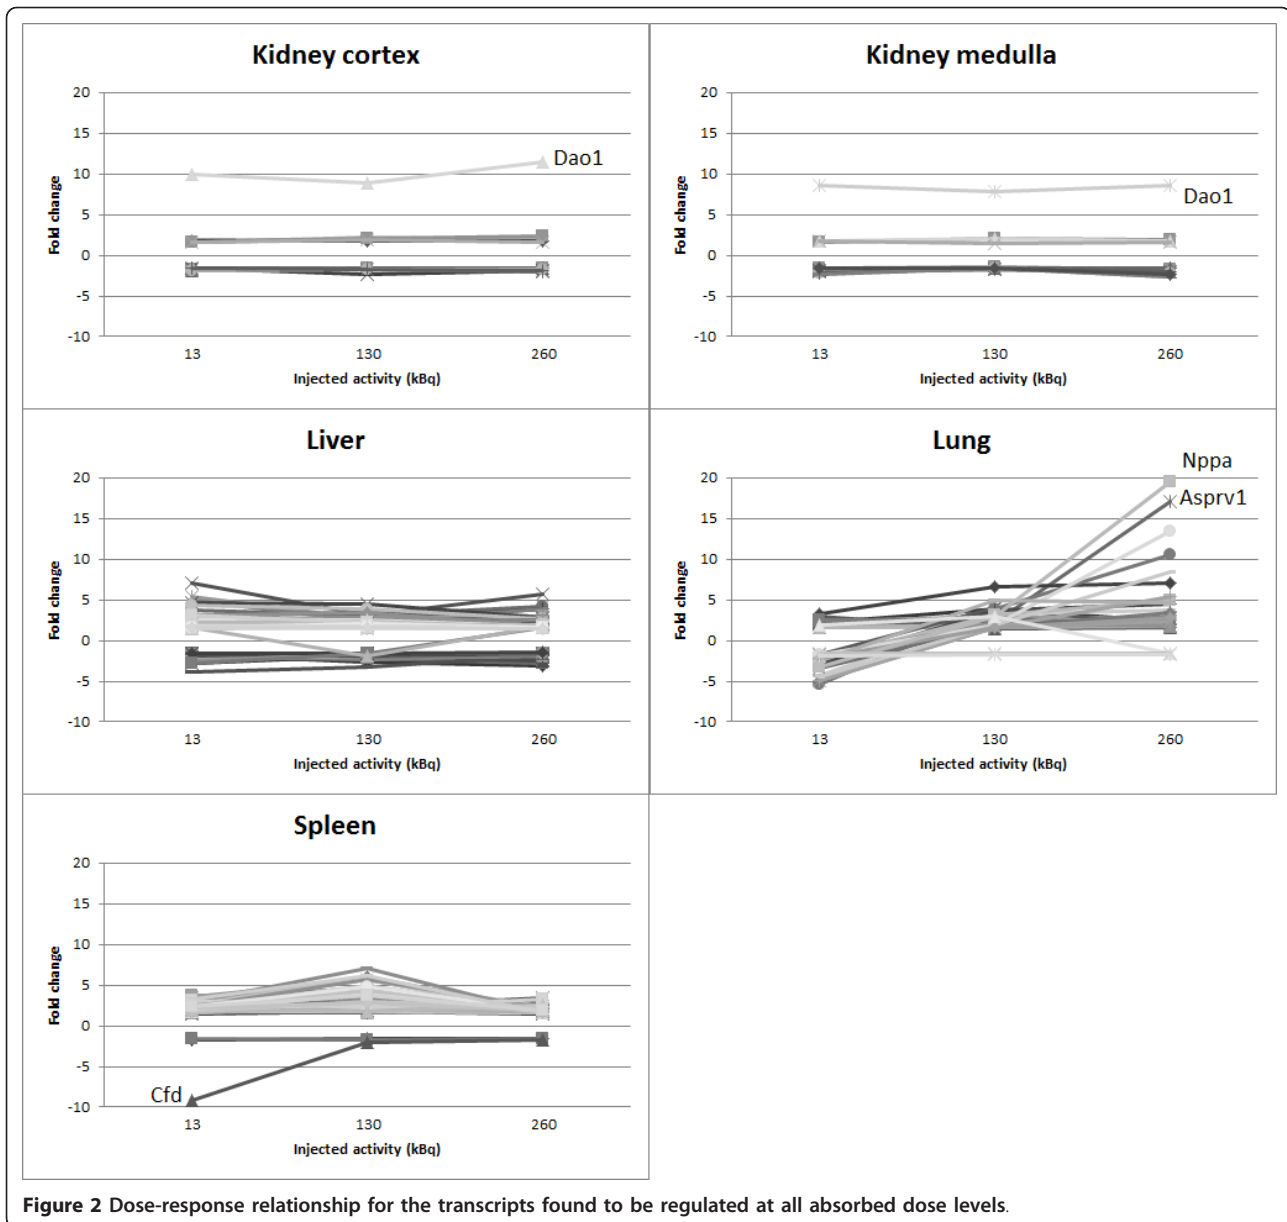 Kidney cortex
20
15
10
5
0
-5
-10
Fold change
Dao1
13 130 260
Injected activity (kBq)
Kidney medulla
20
15
10
5
0
-5
-10
Fold change
Dao1
13 130 260
Injected activity (kBq)
Liver
20
15
10
5
0
-5
-10
Fold change
13 130 260
Injected activity (kBq)
Lung
Nppa
20
Asprv1
15
10
5
0
-5
-10
Fold change
13 130 260
Injected activity (kBq)
Spleen
20
15
10
5
0
-5
-10
Fold change
Cfd
13 130 260
Injected activity (kBq)
Figure 2 Dose-response relationship for the transcripts found to be regulated at all absorbed dose levels.